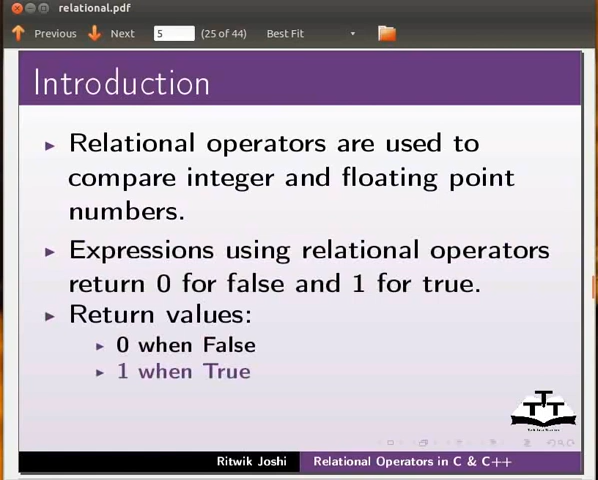 relational.pdf
Previous Next 5 (25 of 44) Best Fit
Introduction
Relational operators are used to
compare integer and floating point
numbers.
Expressions using relational operators
return 0 for false and 1 for true.
Return values:
0 when False
1 when True
TTT
Ritwik Joshi Relational Operators in C & C++